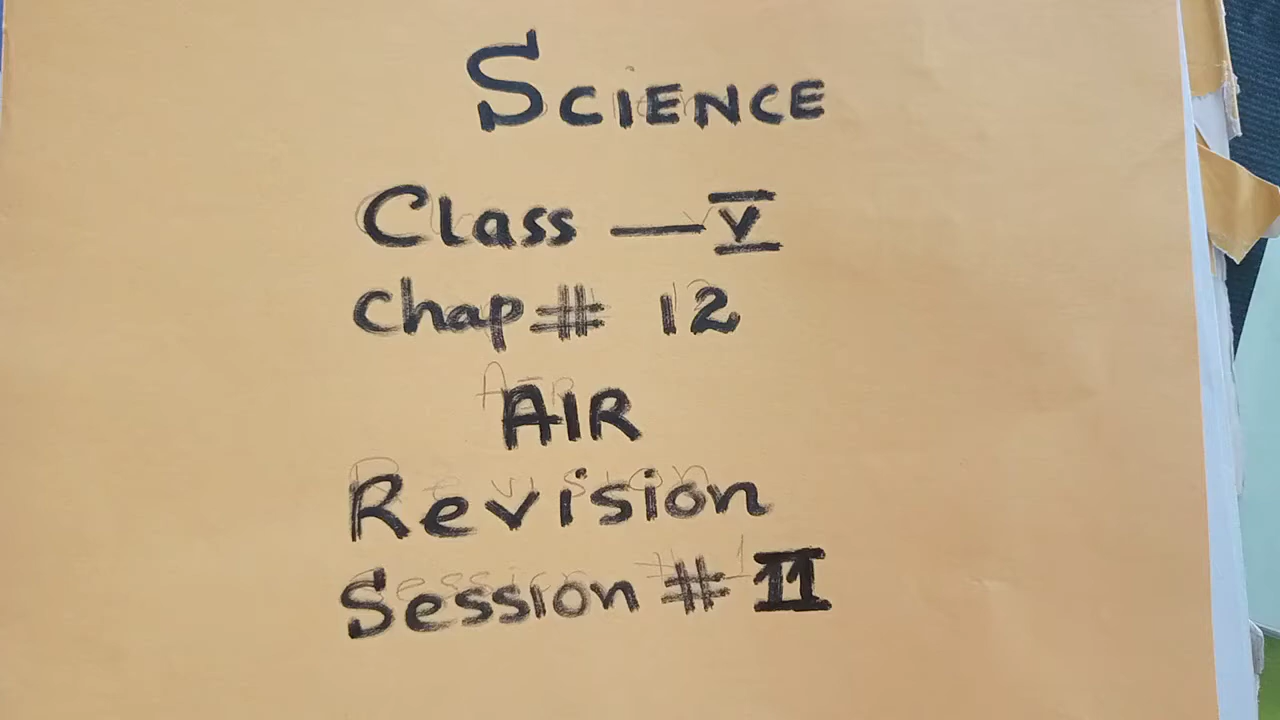 SCIENCE
Class — V
Chap # 12
AIR
Revision
Session # II